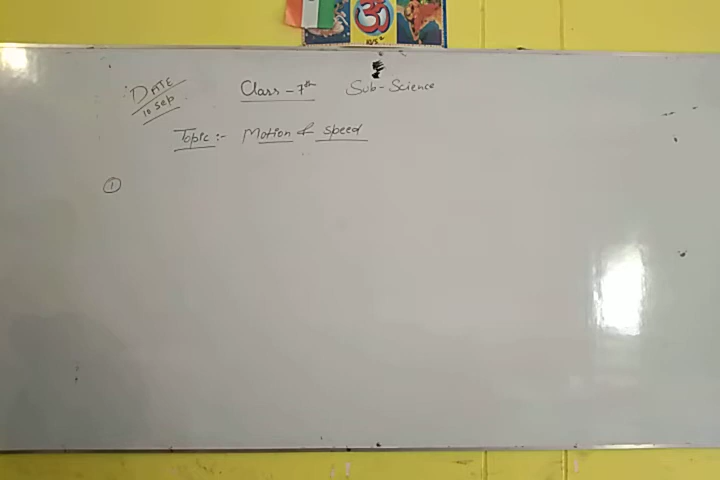 DATE
10 Sep
Class - 7th Sub - Science
Topic :- Motion & speed
①